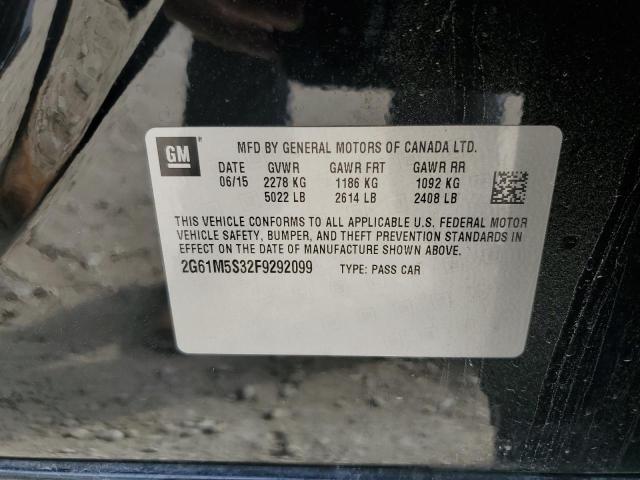 GM
MFD BY GENERAL MOTORS OF CANADA LTD.
DATE GVWR GAWR FRT GAWR RR
06/15 2278 KG 1186 KG 1092 KG
5022 LB 2614 LB 2408 LB
THIS VEHICLE CONFORMS TO ALL APPLICABLE U.S. FEDERAL MOTOR
VEHICLE SAFETY, BUMPER, AND THEFT PREVENTION STANDARDS IN
EFFECT ON THE DATE OF MANUFACTURE SHOWN ABOVE.
2G61M5S32F9292099 TYPE: PASS CAR